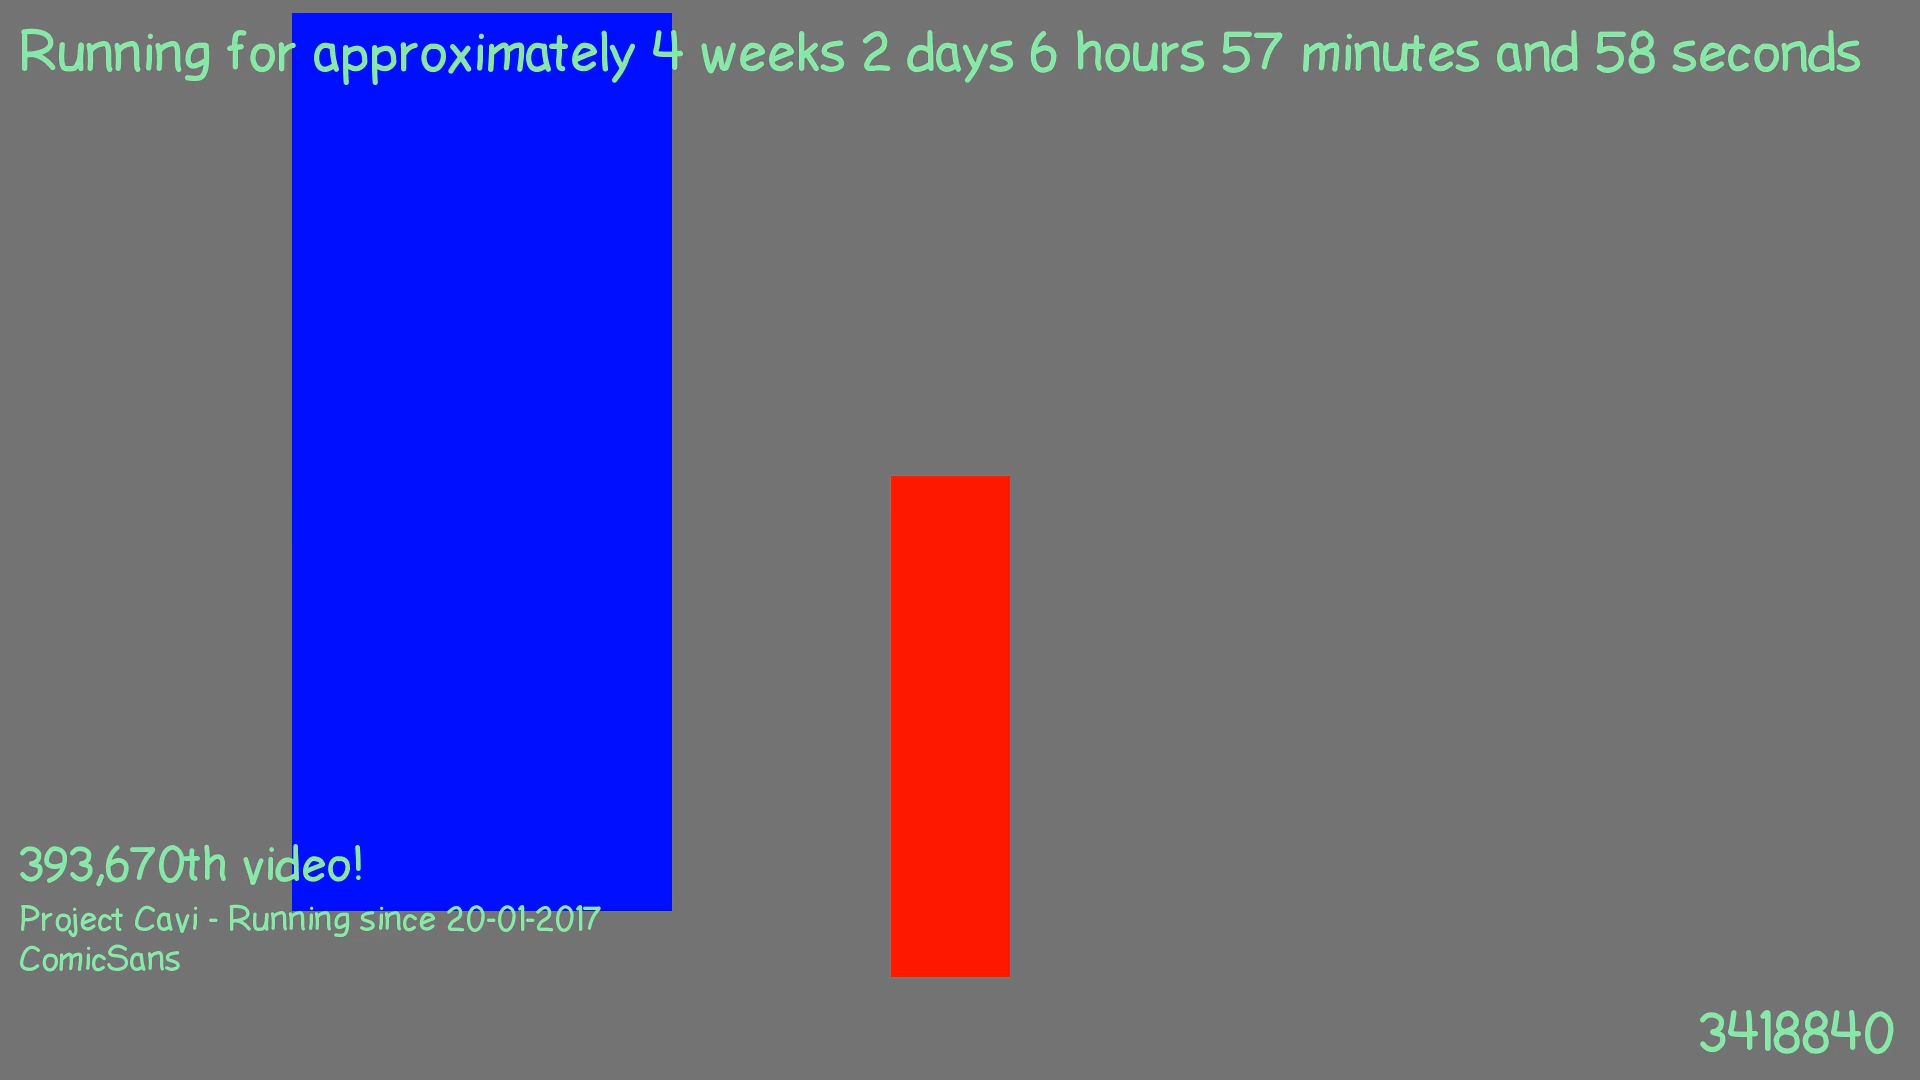 Running for approximately 4 weeks 2 days 6 hours 57 minutes and 58 seconds
393,670th video!
Project Cavi - Running since 20-01-2017
ComicSans
3418840